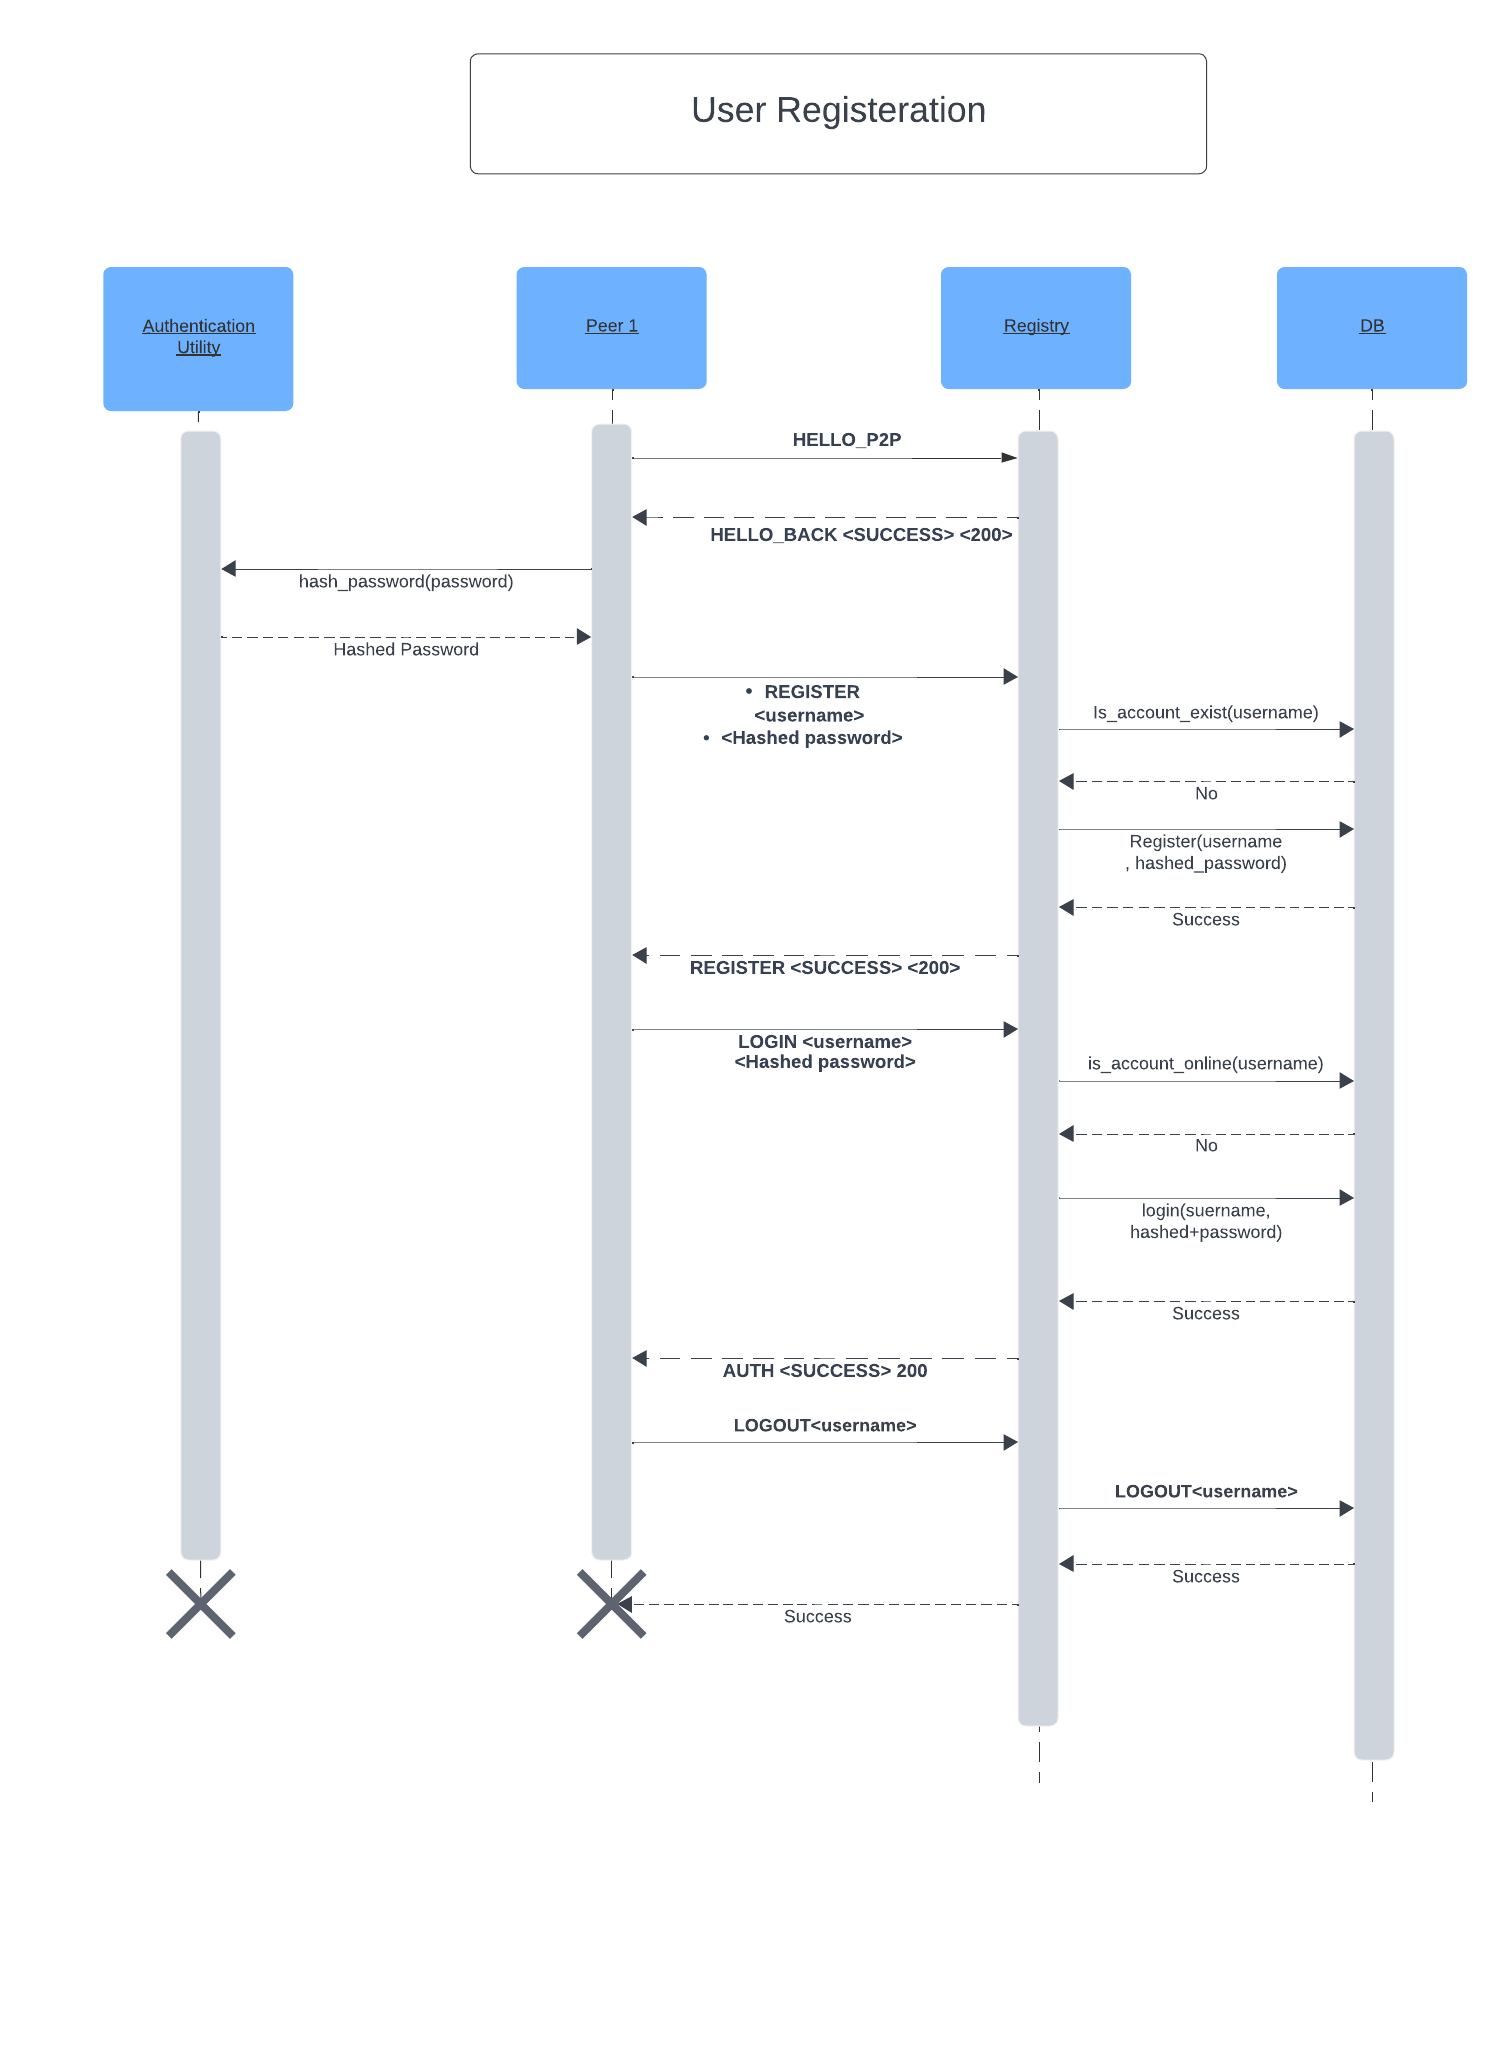 User Registeration
Authentication
Utility
Peer 1
Registry
DB
HELLO_P2P
HELLO_BACK <SUCCESS> <200>
hash_password(password)
Hashed Password
• REGISTER
<username>
• <Hashed password>
Is_account_exist(username)
No
Register(username
, hashed_password)
Success
REGISTER <SUCCESS> <200>
LOGIN <username>
<Hashed password>
is_account_online(username)
No
login(suername,
hashed+password)
Success
AUTH <SUCCESS> 200
LOGOUT<username>
LOGOUT<username>
Success
Success